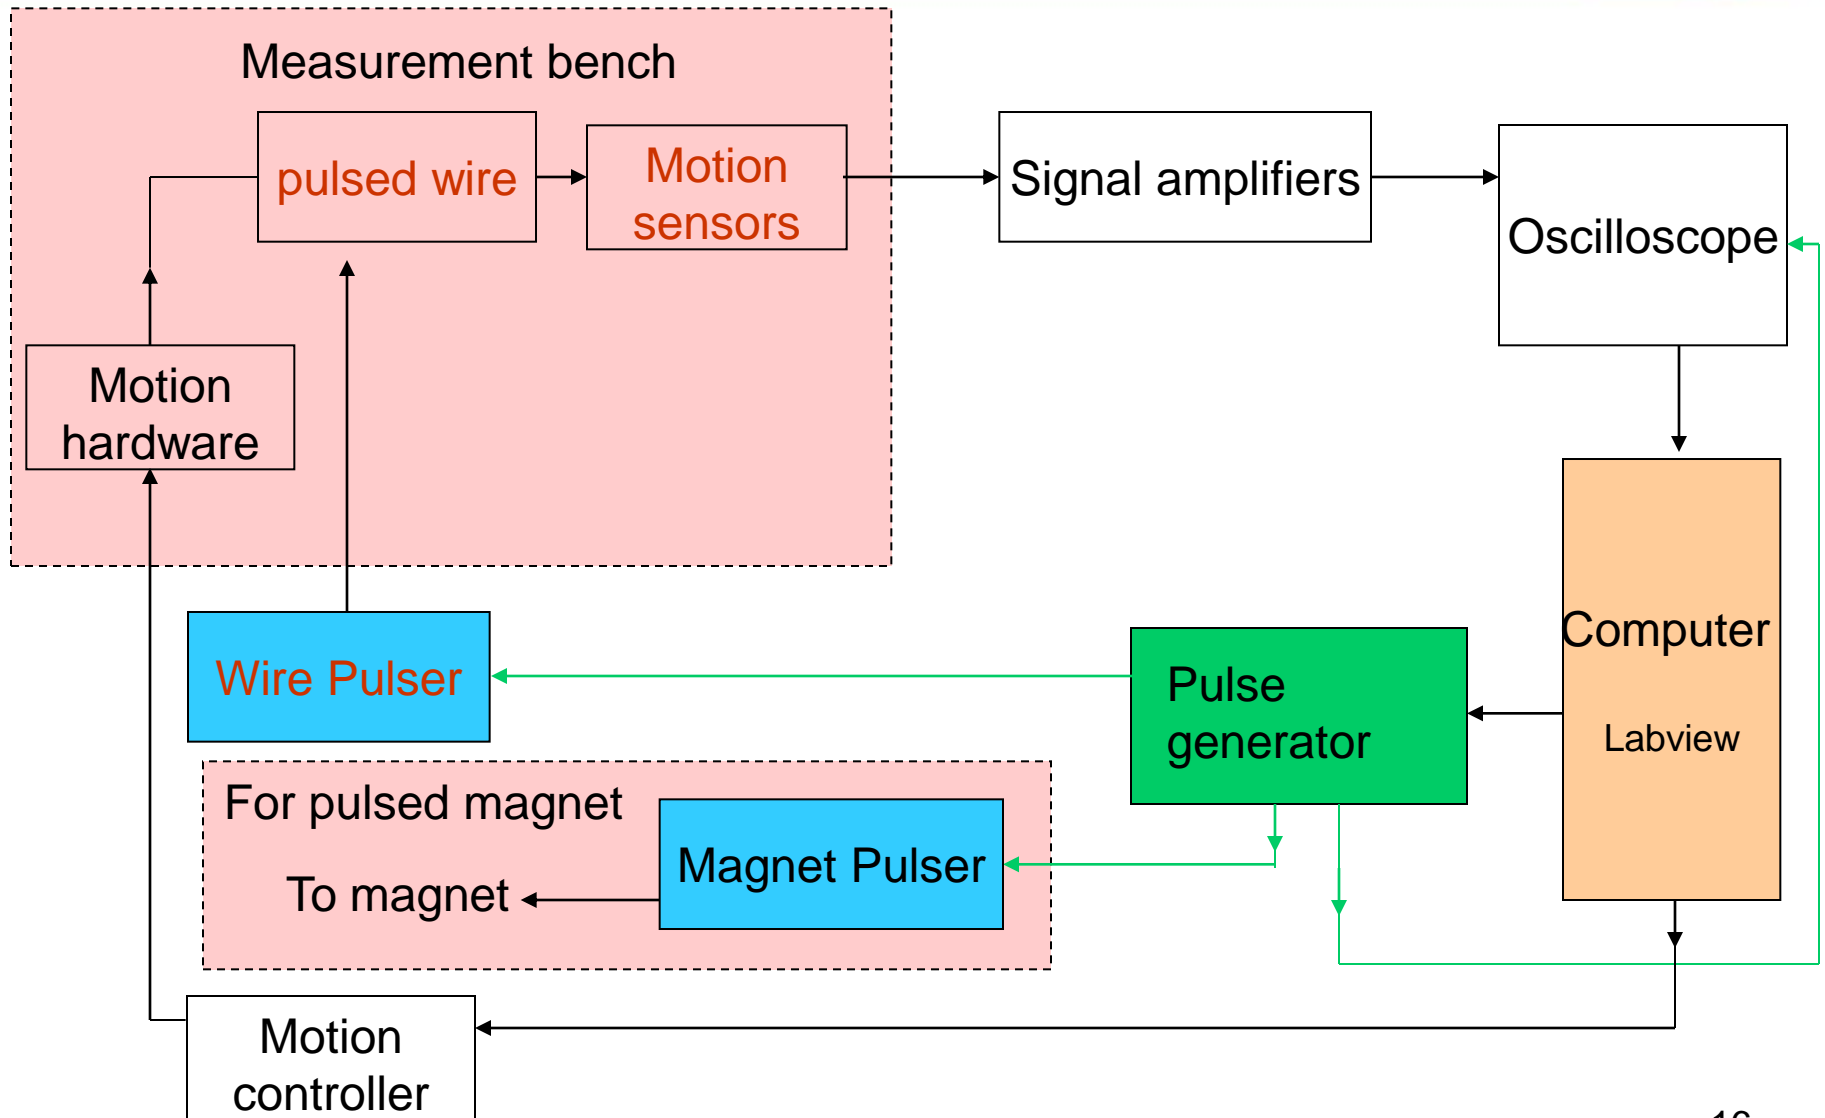 Measurement bench
pulsed wire
Motion
sensors
Signal amplifiers
Oscilloscope
Motion
hardware
Computer
Labview
Wire Pulser
Pulse
generator
For pulsed magnet
Magnet Pulser
To magnet
Motion
controller